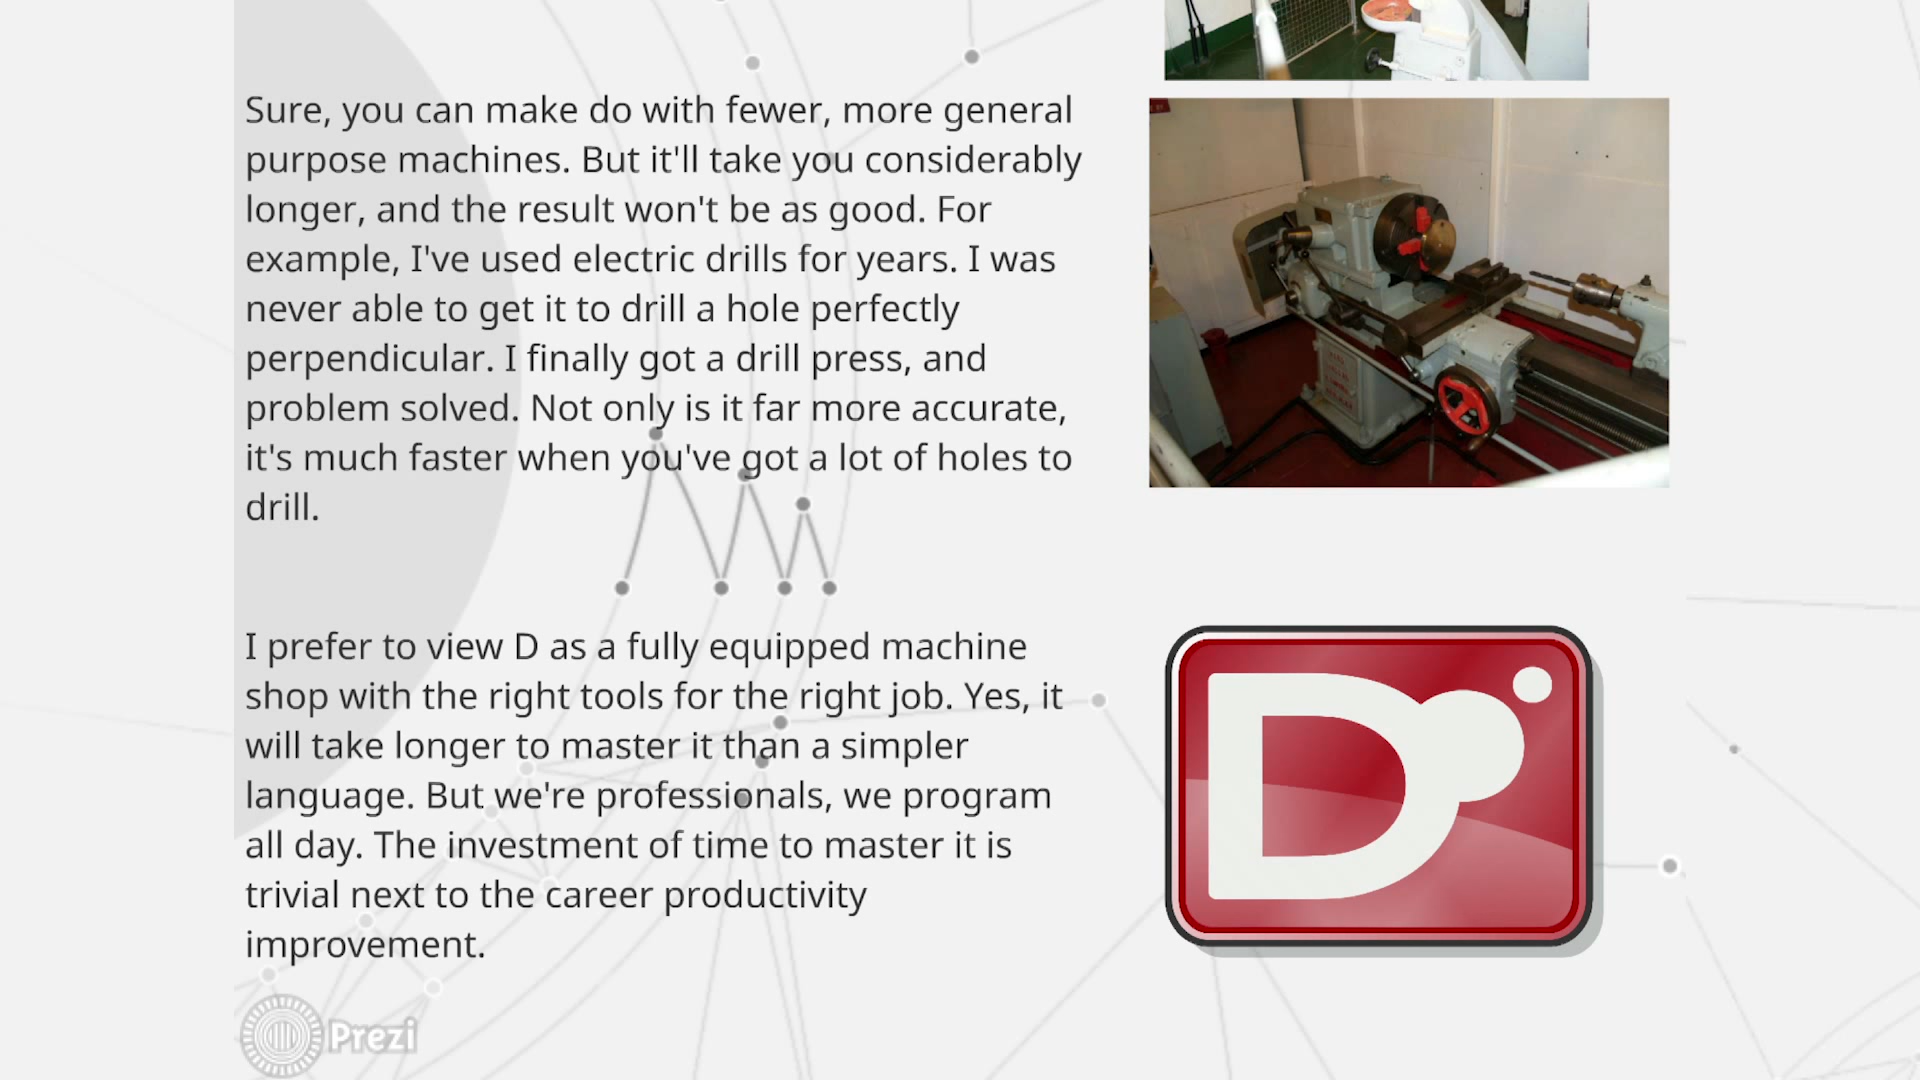 Sure, you can make do with fewer, more general
purpose machines. But it'll take you considerably
longer, and the result won't be as good. For
example, I've used electric drills for years. I was
never able to get it to drill a hole perfectly
perpendicular. I finally got a drill press, and
problem solved. Not only is it far more accurate,
it's much faster when you've got a lot of holes to
drill.
I prefer to view D as a fully equipped machine
shop with the right tools for the right job. Yes, it
will take longer to master it than a simpler
language. But we're professionals, we program
all day. The investment of time to master it is
trivial next to the career productivity
improvement.
D
Prezi